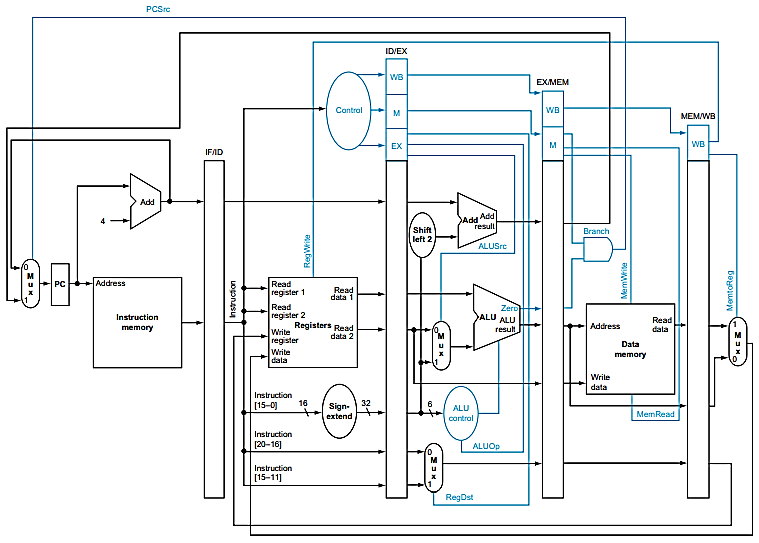 PCSrc
ID/EX
WB
EX/MEM
Control
M
WB
MEM/WB
IF/ID
EX
M
WB
Add
4
Add
Add
result
Shift
left 2
ALUSrc
Branch
RegWrite
MemWrite
MemtoReg
0
M
u
x
1
PC
Address
Instruction
memory
Instruction
Read
register 1
Read
register 2
Write
register
Write
data
Registers
Read
data 1
Read
data 2
0
M
u
x
1
ALU
Zero
ALU
result
Address
Write
data
Data
memory
Read
data
1
M
u
x
0
MemRead
Instruction
[15–0]
16
Sign-
extend
32
6
ALU
control
ALUOp
Instruction
[20–16]
Instruction
[15–11]
0
M
u
x
1
RegDst